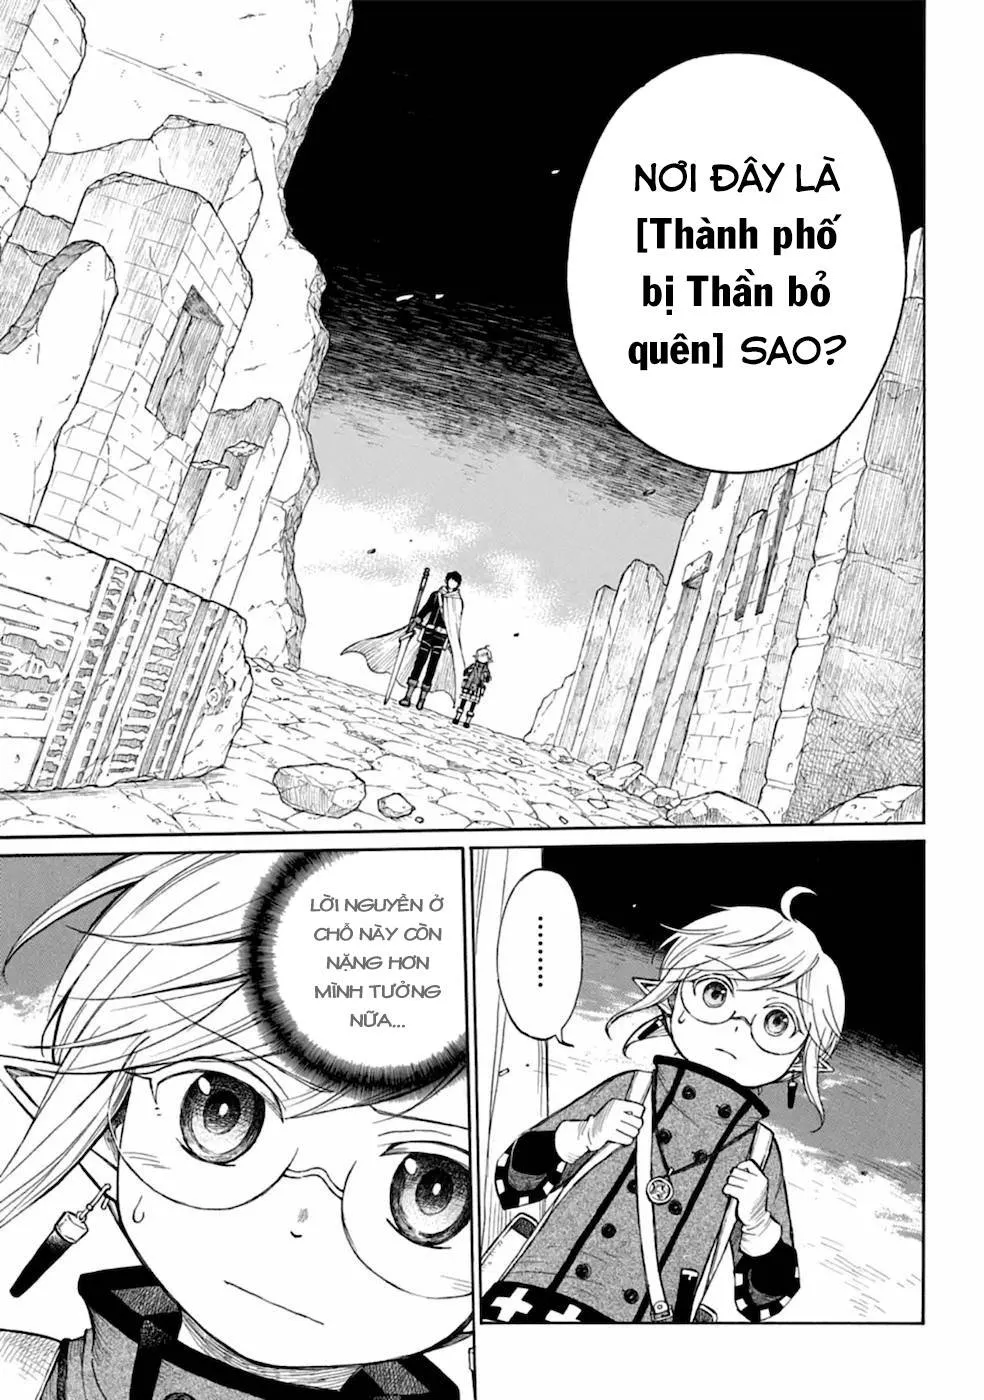 NƠI ĐÂY LÀ
[Thành phố
bị Thần bỏ
quên] SAO?
.........
LỜI NGUYỀN Ở
CHỖ NÀY CÒN
NẶNG HƠN
MÌNH TƯỞNG
NỮA...